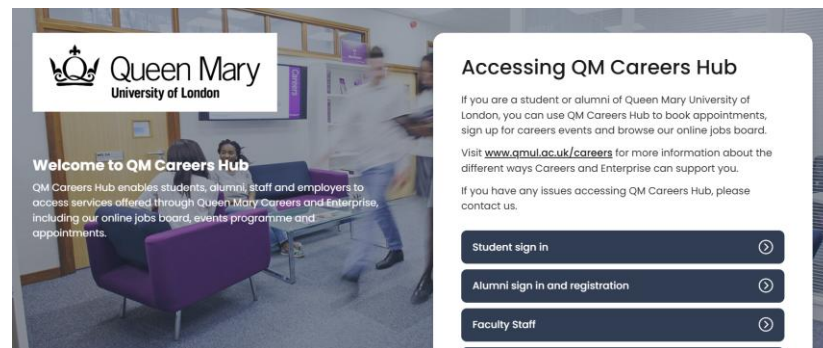 Queen Mary
University of London
Careers
Welcome to QM Careers Hub
QM Careers Hub enables students, alumni, staff and employers to
access services offered through Queen Mary Careers and Enterprise,
including our online jobs board, events programme and
appointments.
Accessing QM Careers Hub
If you are a student or alumni of Queen Mary University of
London, you can use QM Careers Hub to book appointments,
sign up for careers events and browse our online jobs board.
Visit www.qmul.ac.uk/careers for more information about the
different ways Careers and Enterprise can support you.
If you have any issues accessing QM Careers Hub, please
contact us.
Student sign in
Alumni sign in and registration
Faculty Staff